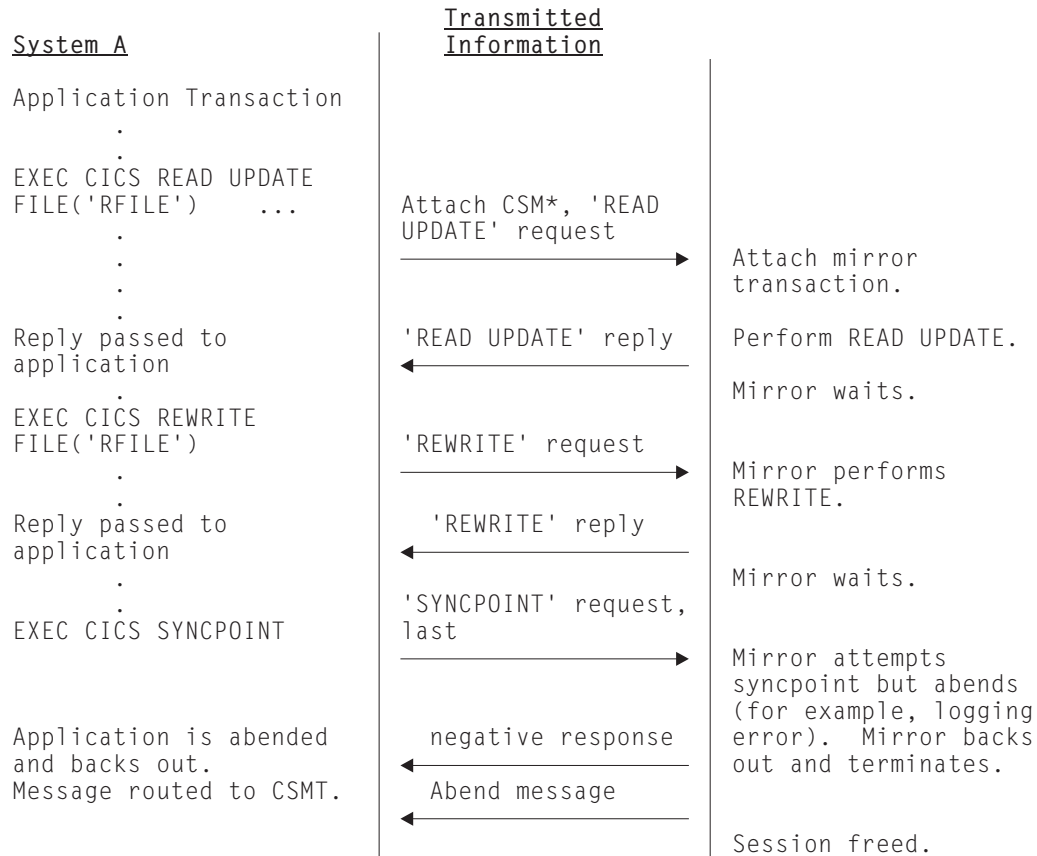 Transmitted
System A
Information
Application Transaction
.
.
EXEC CICS READ UPDATE
FILE('RFILE') ...
Attach CSM*, 'READ
UPDATE' request
.
.
.
.
Attach mirror
transaction.
Reply passed to
application
'READ UPDATE' reply
Perform READ UPDATE.
.
Mirror waits.
EXEC CICS REWRITE
FILE('RFILE')
'REWRITE' request
.
.
Mirror performs
REWRITE.
Reply passed to
application
'REWRITE' reply
.
.
Mirror waits.
EXEC CICS SYNCPOINT
'SYNCPOINT' request,
last
Mirror attempts
syncpoint but abends
(for example, logging
error). Mirror backs
out and terminates.
Application is abended
and backs out.
Message routed to CSMT.
negative response
Abend message
Session freed.